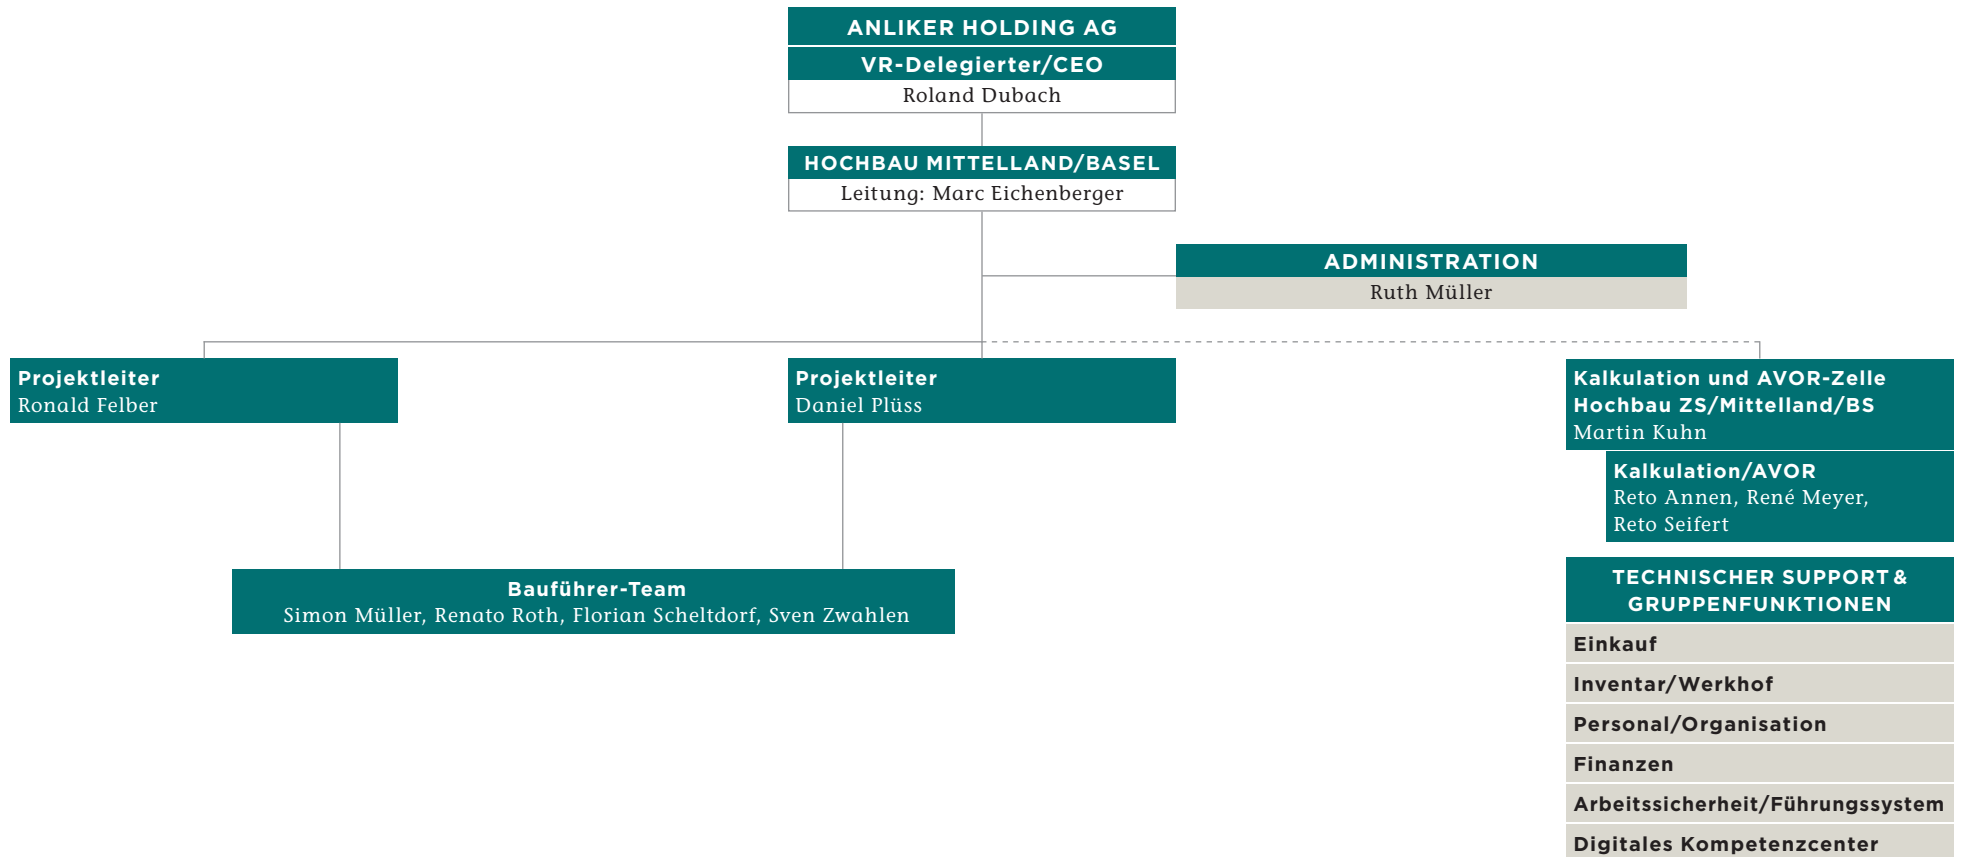 ANLIKER HOLDING AG
VR-Delegierter/CEO
Roland Dubach
HOCHBAU MITTELLAND/BASEL
Leitung: Marc Eichenberger
ADMINISTRATION
Ruth Müller
Projektleiter
Ronald Felber
Projektleiter
Daniel Plüss
Kalkulation und AVOR-Zelle
Hochbau ZS/Mittelland/BS
Martin Kuhn
Kalkulation/AVOR
Reto Annen, René Meyer,
Reto Seifert
Bauführer-Team
Simon Müller, Renato Roth, Florian Scheltdorf, Sven Zwahlen
TECHNISCHER SUPPORT &
GRUPPENFUNKTIONEN
Einkauf
Inventar/Werkhof
Personal/Organisation
Finanzen
Arbeitssicherheit/Führungssystem
Digitales Kompetenzcenter